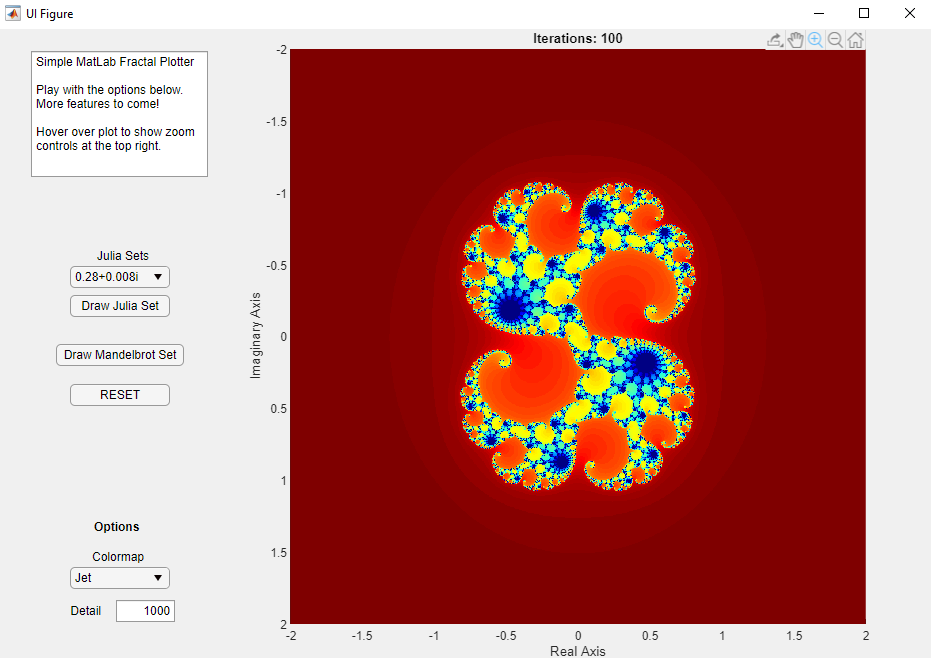 UI Figure
Simple MatLab Fractal Plotter
Play with the options below.
More features to come!
Hover over plot to show zoom
controls at the top right.
Julia Sets
0.28+0.008i
Draw Julia Set
Draw Mandelbrot Set
RESET
Options
Colormap
Jet
Detail 1000
Iterations: 100
Imaginary Axis
-2
-1.5
-1
-0.5
0
0.5
1
1.5
2
-2 -1.5 -1 -0.5 0 0.5 1 1.5 2
Real Axis